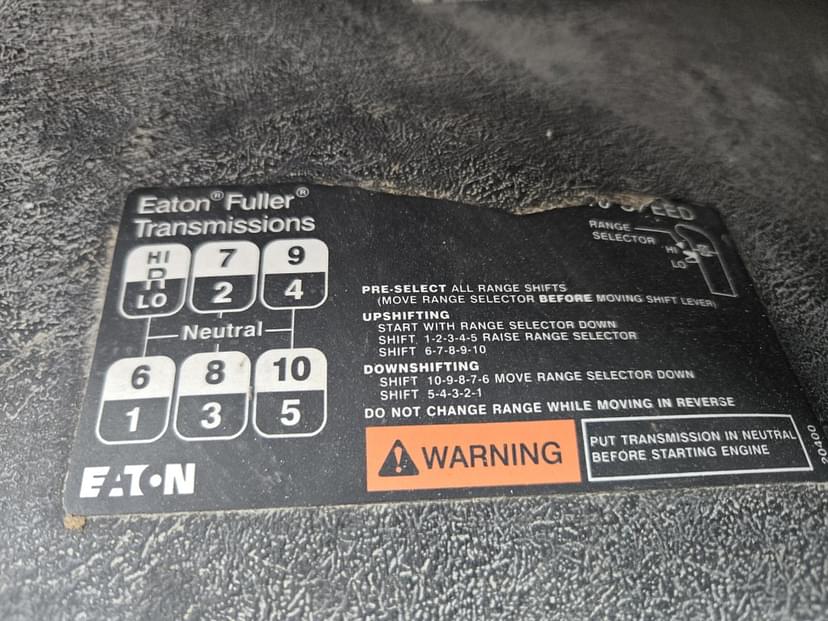 Eaton® Fuller®
Transmissions
SPEED
RANGE
SELECTOR
HI
LO
HI
R
LO
7
2
9
4
Neutral
6
1
8
3
10
5
PRE-SELECT ALL RANGE SHIFTS
(MOVE RANGE SELECTOR BEFORE MOVING SHIFT LEVER)
UPSHIFTING
START WITH RANGE SELECTOR DOWN
SHIFT 1-2-3-4-5 RAISE RANGE SELECTOR
SHIFT 6-7-8-9-10
DOWNSHIFTING
SHIFT 10-9-8-7-6 MOVE RANGE SELECTOR DOWN
SHIFT 5-4-3-2-1
DO NOT CHANGE RANGE WHILE MOVING IN REVERSE
WARNING
PUT TRANSMISSION IN NEUTRAL
BEFORE STARTING ENGINE
EATON